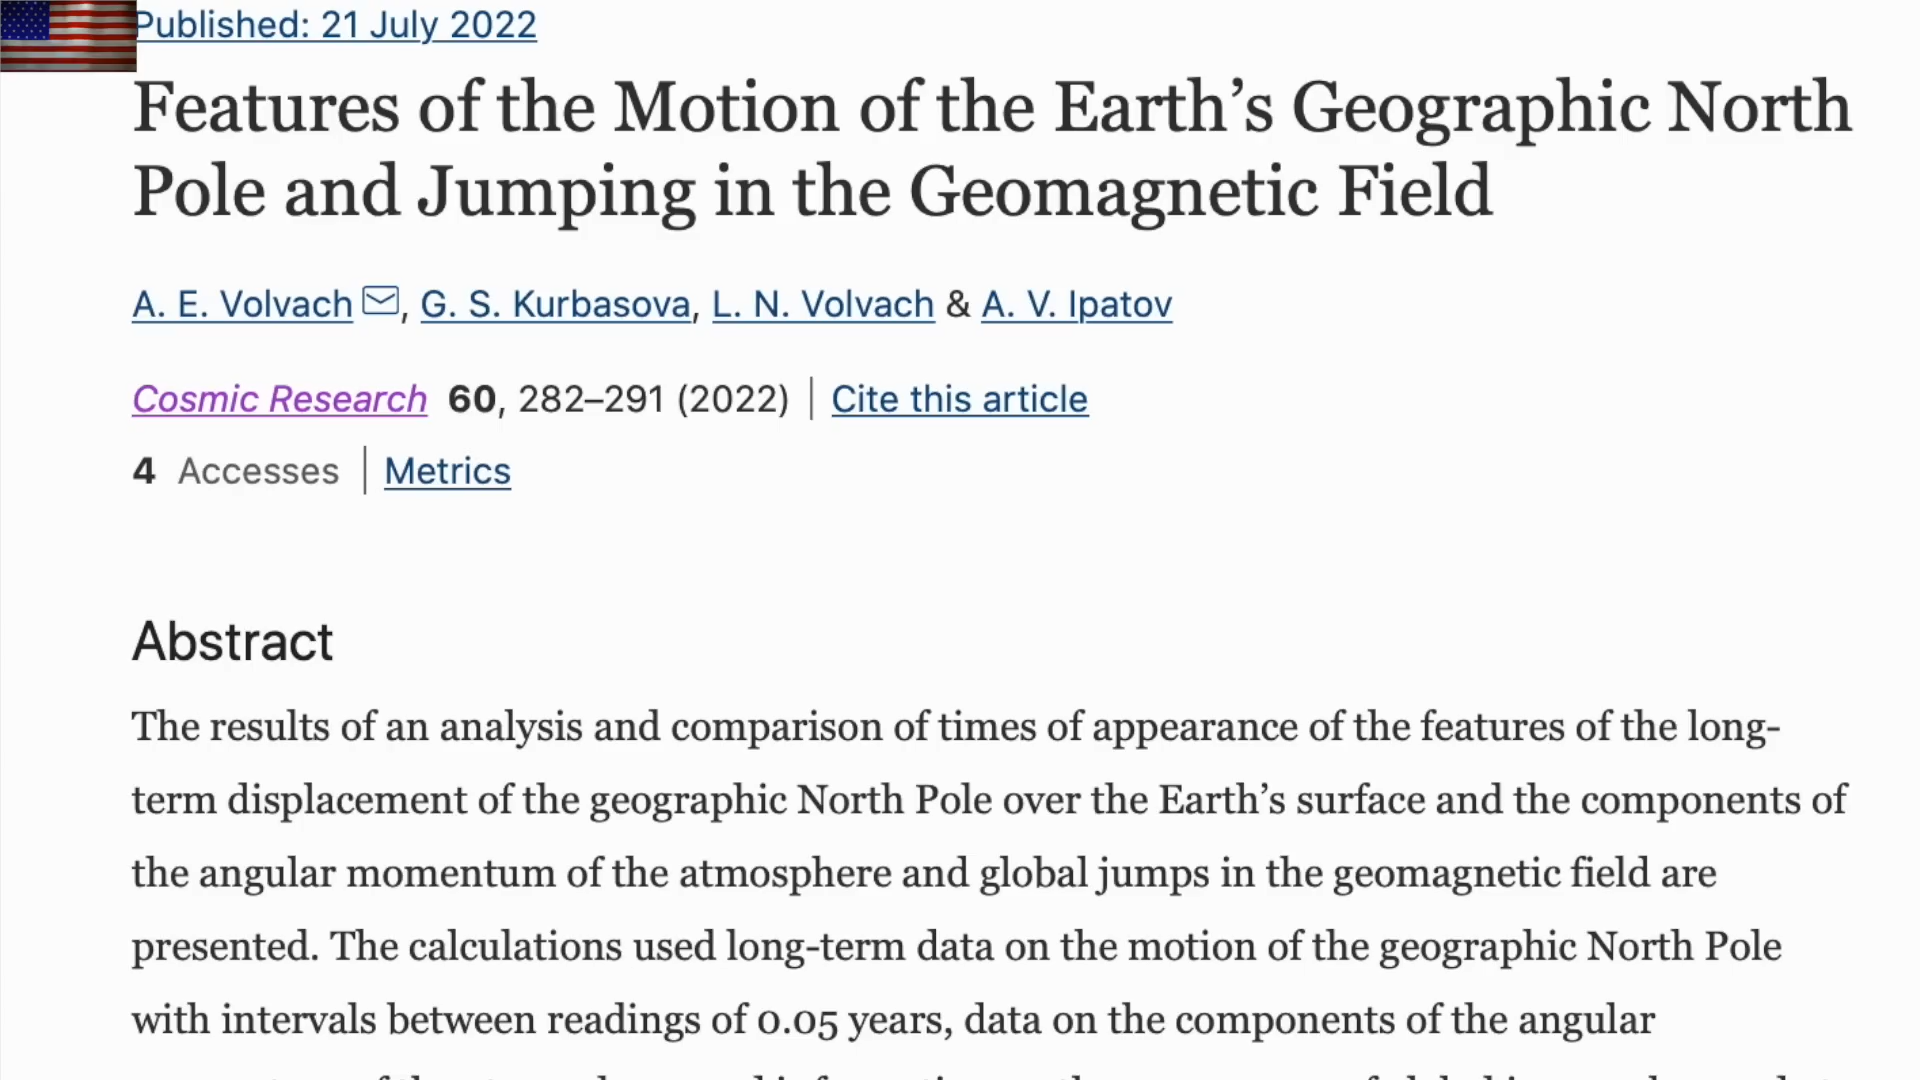 Published: 21 July 2022
Features of the Motion of the Earth’s Geographic North
Pole and Jumping in the Geomagnetic Field
A. E. Volvach, G. S. Kurbasova, L. N. Volvach & A. V. Ipatov
Cosmic Research 60, 282–291 (2022) | Cite this article
4 Accesses | Metrics
Abstract
The results of an analysis and comparison of times of appearance of the features of the long-
term displacement of the geographic North Pole over the Earth’s surface and the components of
the angular momentum of the atmosphere and global jumps in the geomagnetic field are
presented. The calculations used long-term data on the motion of the geographic North Pole
with intervals between readings of 0.05 years, data on the components of the angular